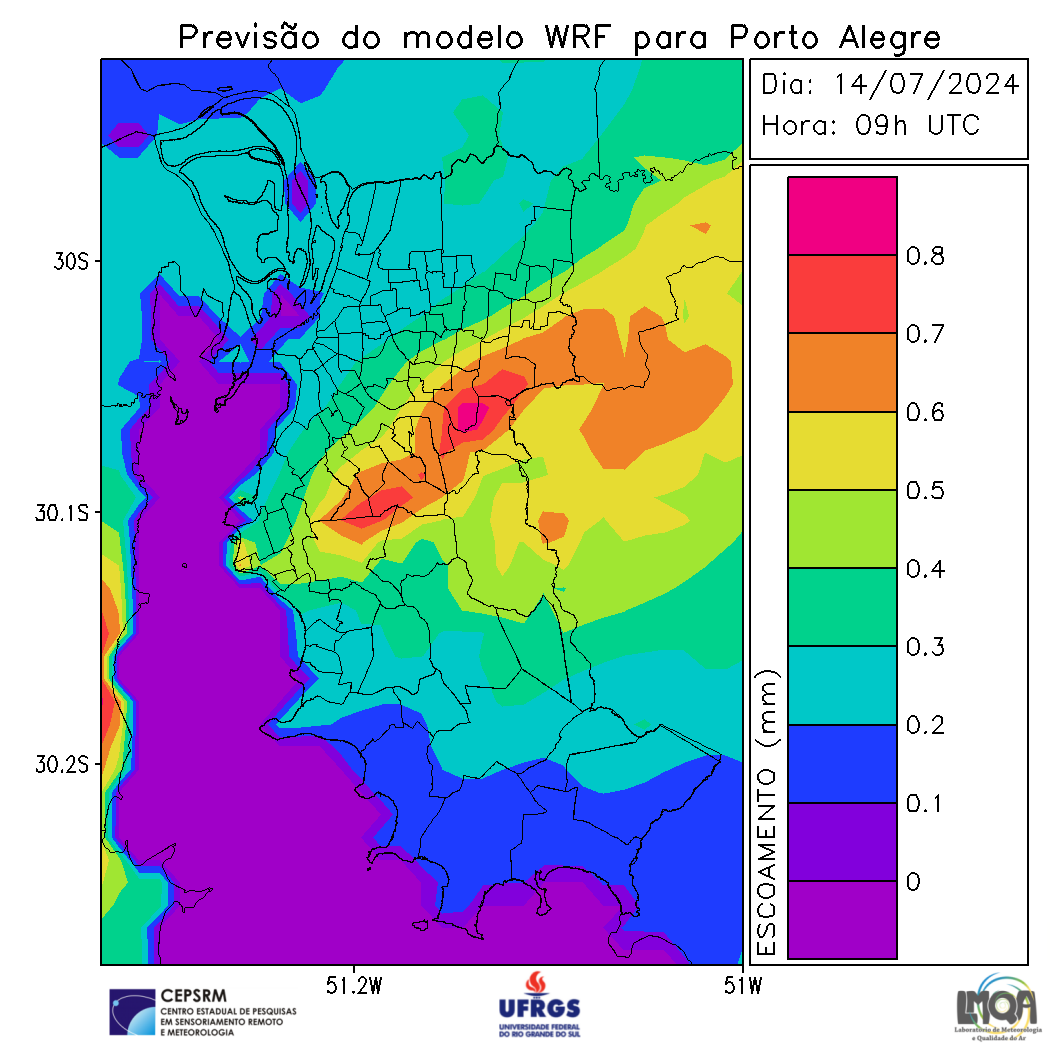 Previsão do modelo WRF para Porto Alegre
Dia: 14/07/2024
Hora: 09h UTC
30S
30.1S
30.2S
51.2W
51W
ESCOAMENTO (mm)
0.8
0.7
0.6
0.5
0.4
0.3
0.2
0.1
0
CEPSRM
CENTRO ESTADUAL DE PESQUISAS
EM SENSORIAMENTO REMOTO
E METEOROLOGIA
UFRGS
UNIVERSIDADE FEDERAL
DO RIO GRANDE DO SUL
LMQA
Laboratório de Meteorologia
e Qualidade do Ar